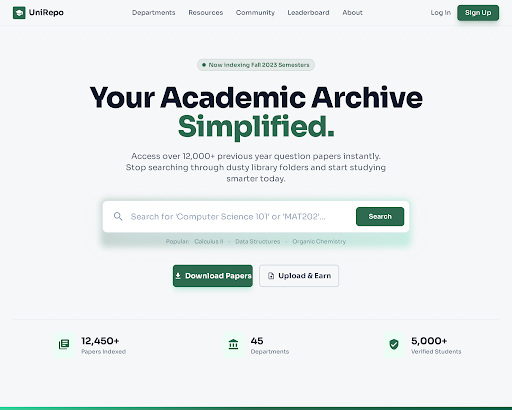 UniRepo
Departments Resources Community Leaderboard About
Log In
Sign Up
Now indexing Fall 2023 Semesters
Your Academic Archive
Simplified.
Access over 12,000+ previous year question papers instantly.
Stop searching through dusty library folders and start studying
smarter today.
Search for 'Computer Science 101' or 'MAT202'...
Search
Popular: Calculus II • Data Structures • Organic Chemistry
Download Papers
Upload & Earn
12,450+
Papers Indexed
45
Departments
5,000+
Verified Students